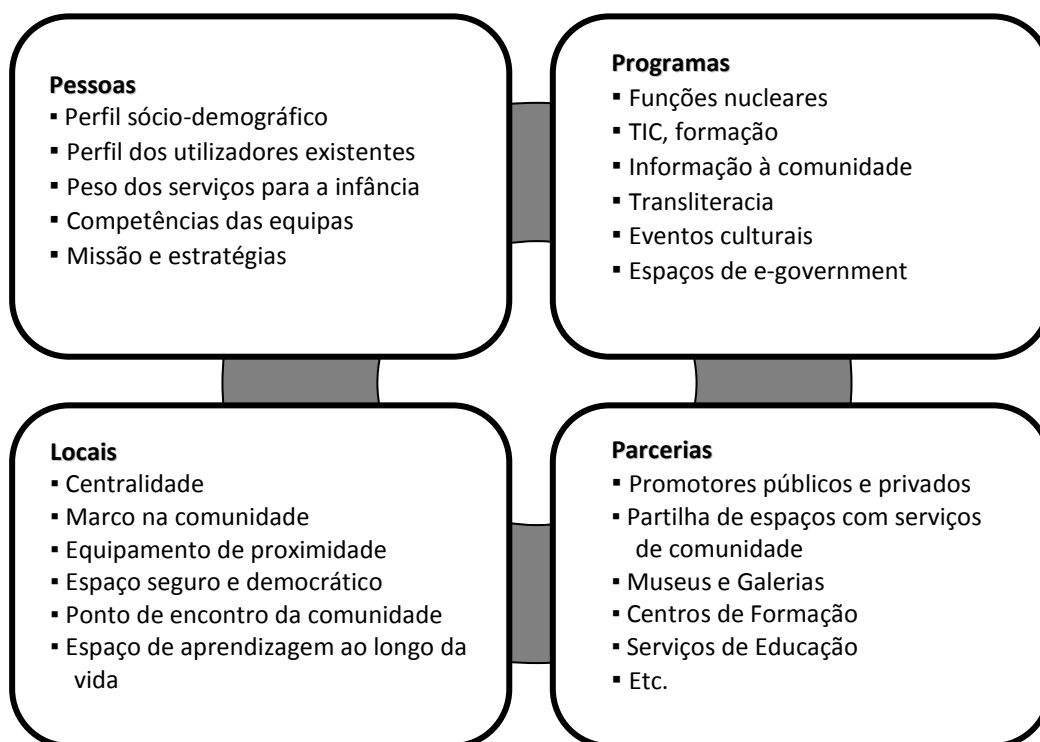 Pessoas
▪ Perfil sócio-demográfico
▪ Perfil dos utilizadores existentes
▪ Peso dos serviços para a infância
▪ Competências das equipas
▪ Missão e estratégias
Programas
▪ Funções nucleares
▪ TIC, formação
▪ Informação à comunidade
▪ Transliteracia
▪ Eventos culturais
▪ Espaços de e-government
Locais
▪ Centralidade
▪ Marco na comunidade
▪ Equipamento de proximidade
▪ Espaço seguro e democrático
▪ Ponto de encontro da comunidade
▪ Espaço de aprendizagem ao longo da
vida
Parcerias
▪ Promotores públicos e privados
▪ Partilha de espaços com serviços
de comunidade
▪ Museus e Galerias
▪ Centros de Formação
▪ Serviços de Educação
▪ Etc.